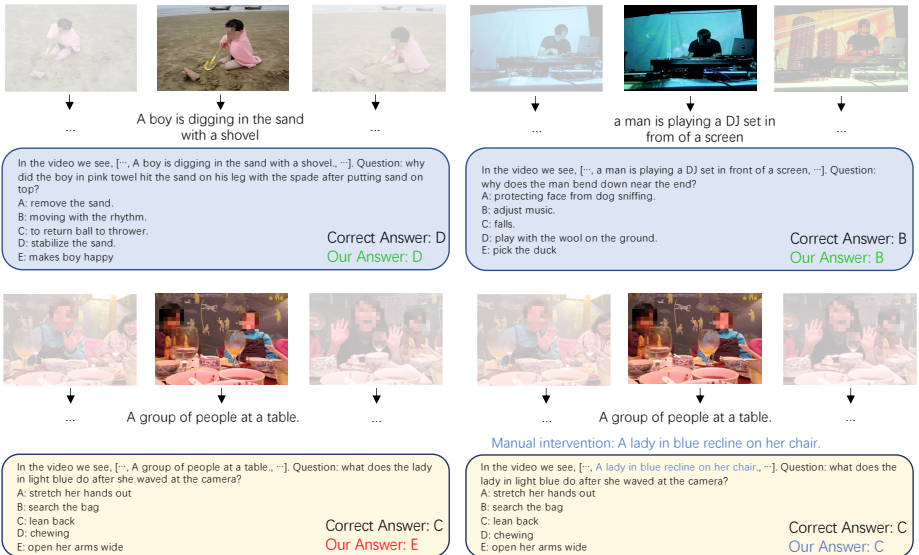 ...
A boy is digging in the sand
with a shovel
...
In the video we see, [···, A boy is digging in the sand with a shovel., ···]. Question: why
did the boy in pink towel hit the sand on his leg with the spade after putting sand on
top?
A: remove the sand.
B: moving with the rhythm.
C: to return ball to thrower.
D: stabilize the sand.
E: makes boy happy
Correct Answer: D
Our Answer: D
...
a man is playing a DJ set in
from of a screen
...
In the video we see, [···, a man is playing a DJ set in front of a screen, ···]. Question:
why does the man bend down near the end?
A: protecting face from dog sniffing.
B: adjust music.
C: falls.
D: play with the wool on the ground.
E: pick the duck
Correct Answer: B
Our Answer: B
...
A group of people at a table.
...
In the video we see, [···, A group of people at a table., ···]. Question: what does the lady
in light blue do after she waved at the camera?
A: stretch her hands out
B: search the bag
C: lean back
D: chewing
E: open her arms wide
Correct Answer: C
Our Answer: E
...
A group of people at a table.
...
Manual intervention: A lady in blue recline on her chair.
In the video we see, [···, A lady in blue recline on her chair., ···]. Question: what does the
lady in light blue do after she waved at the camera?
A: stretch her hands out
B: search the bag
C: lean back
D: chewing
E: open her arms wide
Correct Answer: C
Our Answer: C